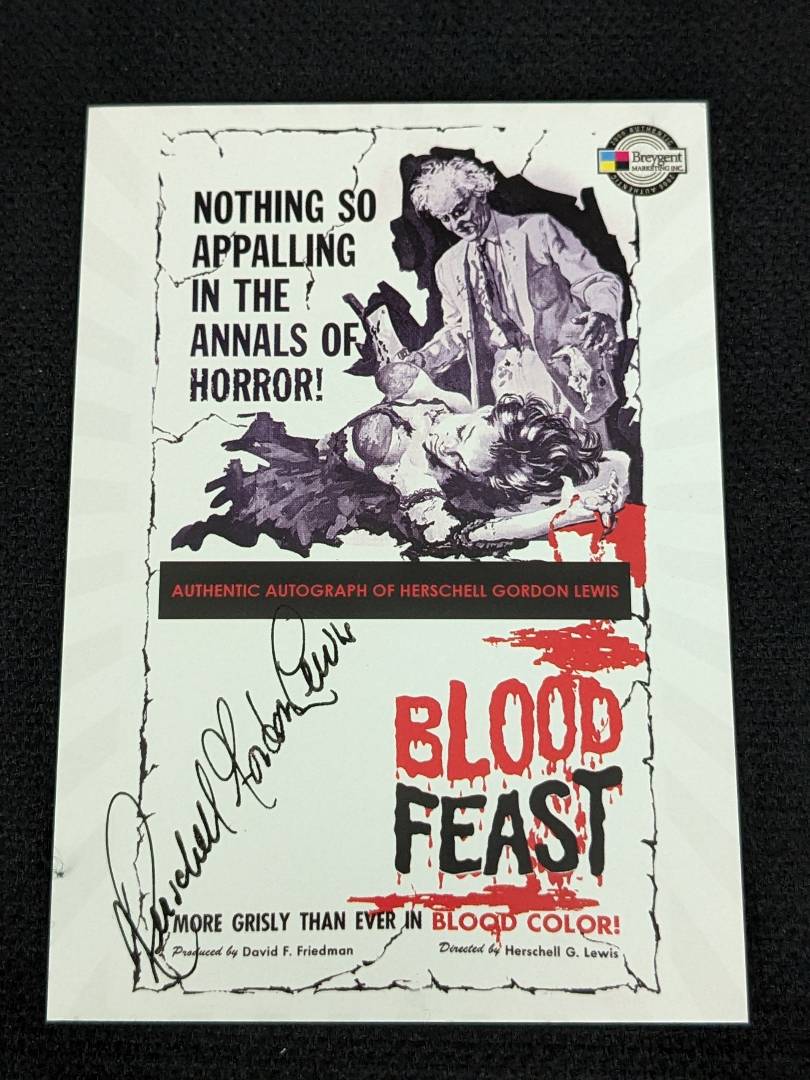 NOTHING SO
APPALLING
IN THE
ANNALS OF
HORROR!
Breygent
MARKETING INC.
AUTHENTIC AUTOGRAPH OF HERSCHELL GORDON LEWIS
Herschell Gordon Lewis
BLOOD
FEAST
MORE GRISLY THAN EVER IN BLOOD COLOR!
Produced by David F. Friedman
Directed by Herschell G. Lewis